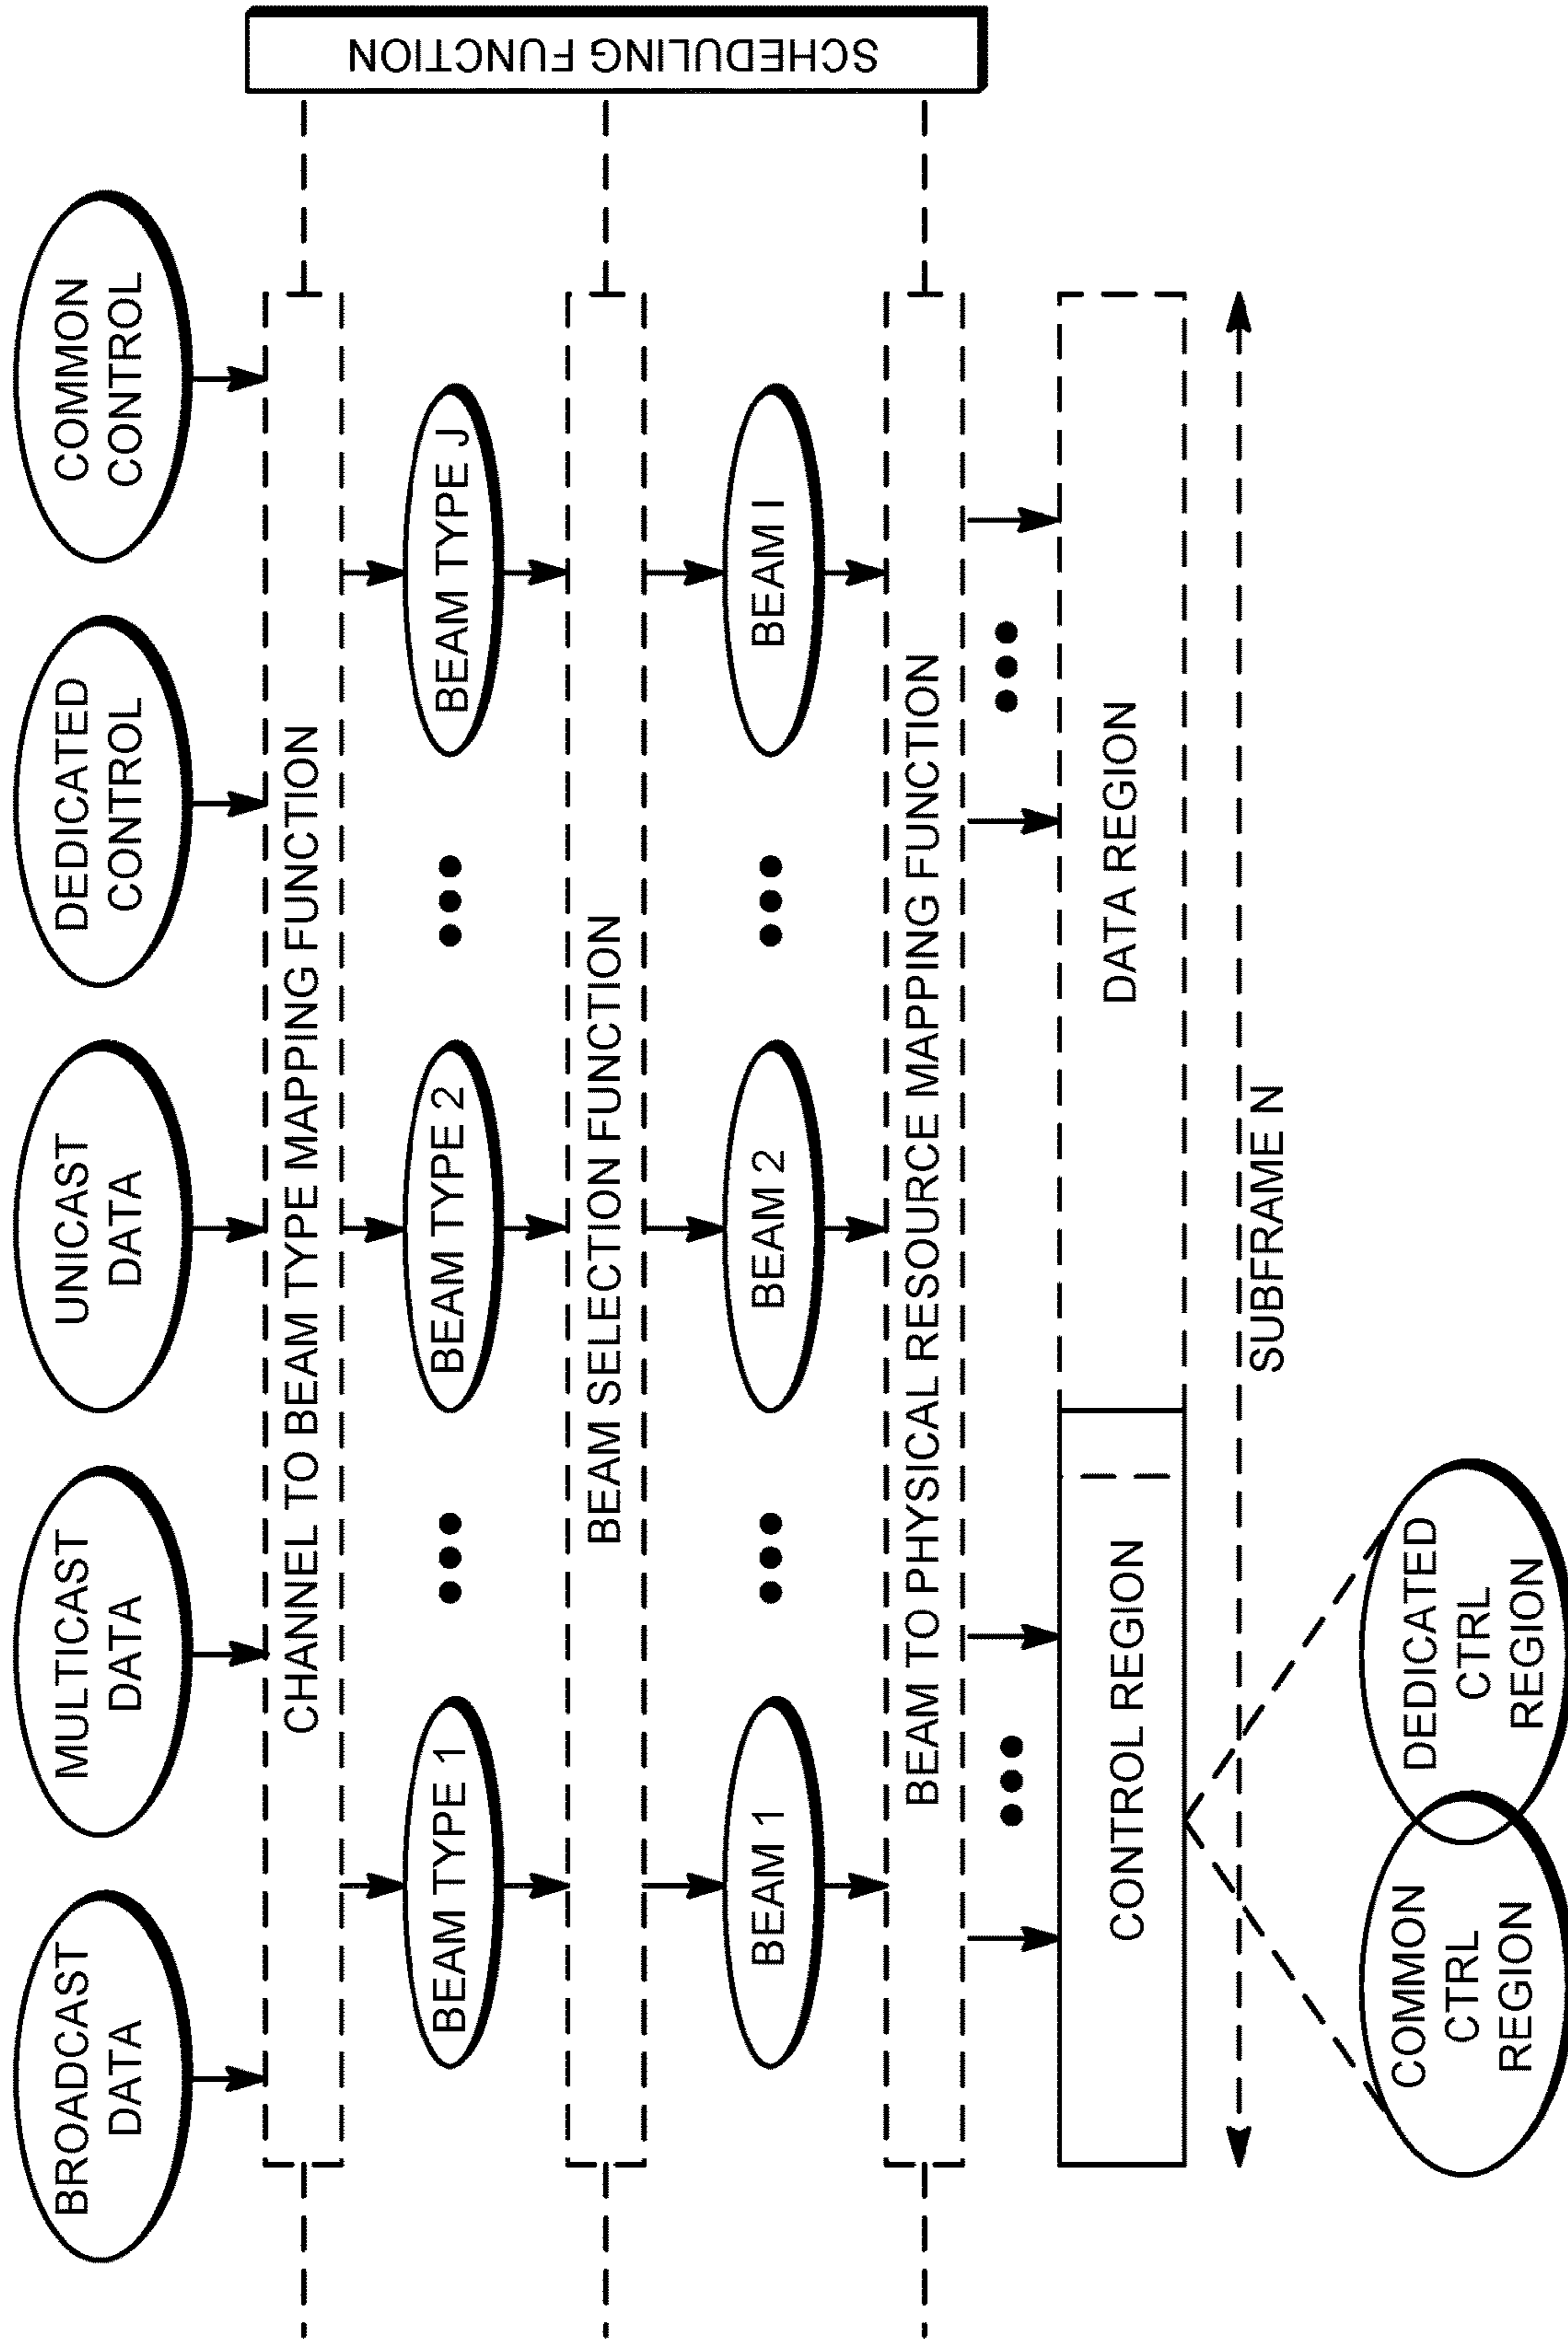 BROADCAST
DATA
MULTICAST
DATA
UNICAST
DATA
DEDICATED
CONTROL
COMMON
CONTROL
CHANNEL TO BEAM TYPE MAPPING FUNCTION
BEAM TYPE 1
BEAM TYPE 2
BEAM TYPE J
BEAM SELECTION FUNCTION
BEAM 1
BEAM 2
BEAM I
BEAM TO PHYSICAL RESOURCE MAPPING FUNCTION
SCHEDULING FUNCTION
CONTROL REGION
DATA REGION
SUBFRAME N
COMMON
CTRL
REGION
DEDICATED
CTRL
REGION